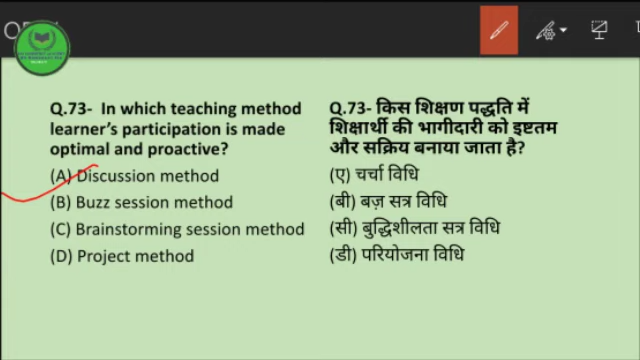 Q.73- In which teaching method
learner's participation is made
optimal and proactive?
(A) Discussion method
(B) Buzz session method
(C) Brainstorming session method
(D) Project method
Q.73- किस शिक्षण पद्धति में
शिक्षार्थी की भागीदारी को इष्टतम
और सक्रिय बनाया जाता है?
(ए) चर्चा विधि
(बी) बज़ सत्र विधि
(सी) बुद्धिशीलता सत्र विधि
(डी) परियोजना विधि